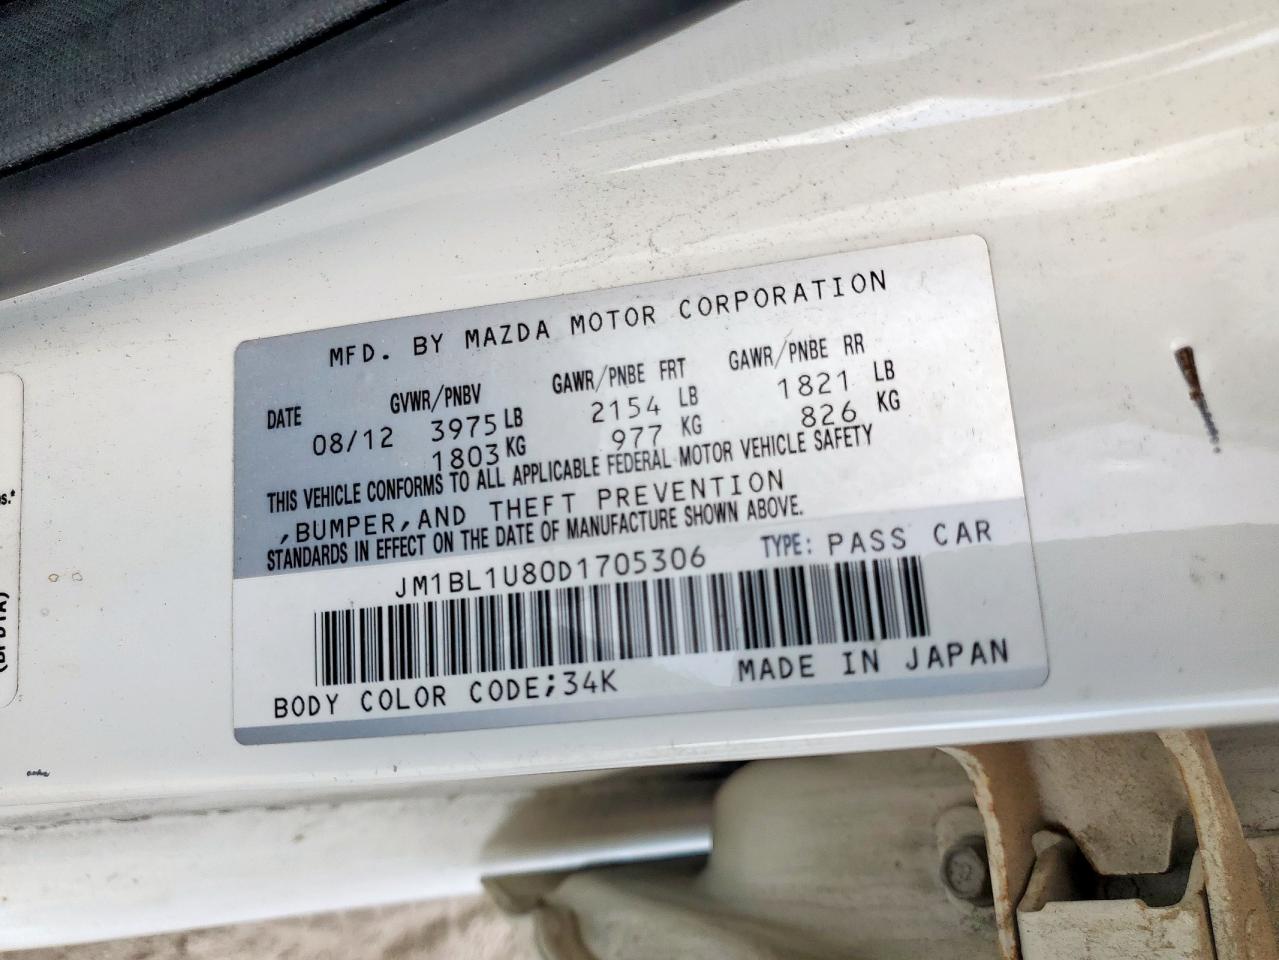 MFD. BY MAZDA MOTOR CORPORATION
DATE GVWR/PNBV GAWR/PNBE FRT GAWR/PNBE RR
08/12 3975 LB 2154 LB 1821 LB
1803 KG 977 KG 826 KG
THIS VEHICLE CONFORMS TO ALL APPLICABLE FEDERAL MOTOR VEHICLE SAFETY
,BUMPER,AND THEFT PREVENTION
STANDARDS IN EFFECT ON THE DATE OF MANUFACTURE SHOWN ABOVE.
JM1BL1U80D1705306 TYPE: PASS CAR
BODY COLOR CODE;34K MADE IN JAPAN